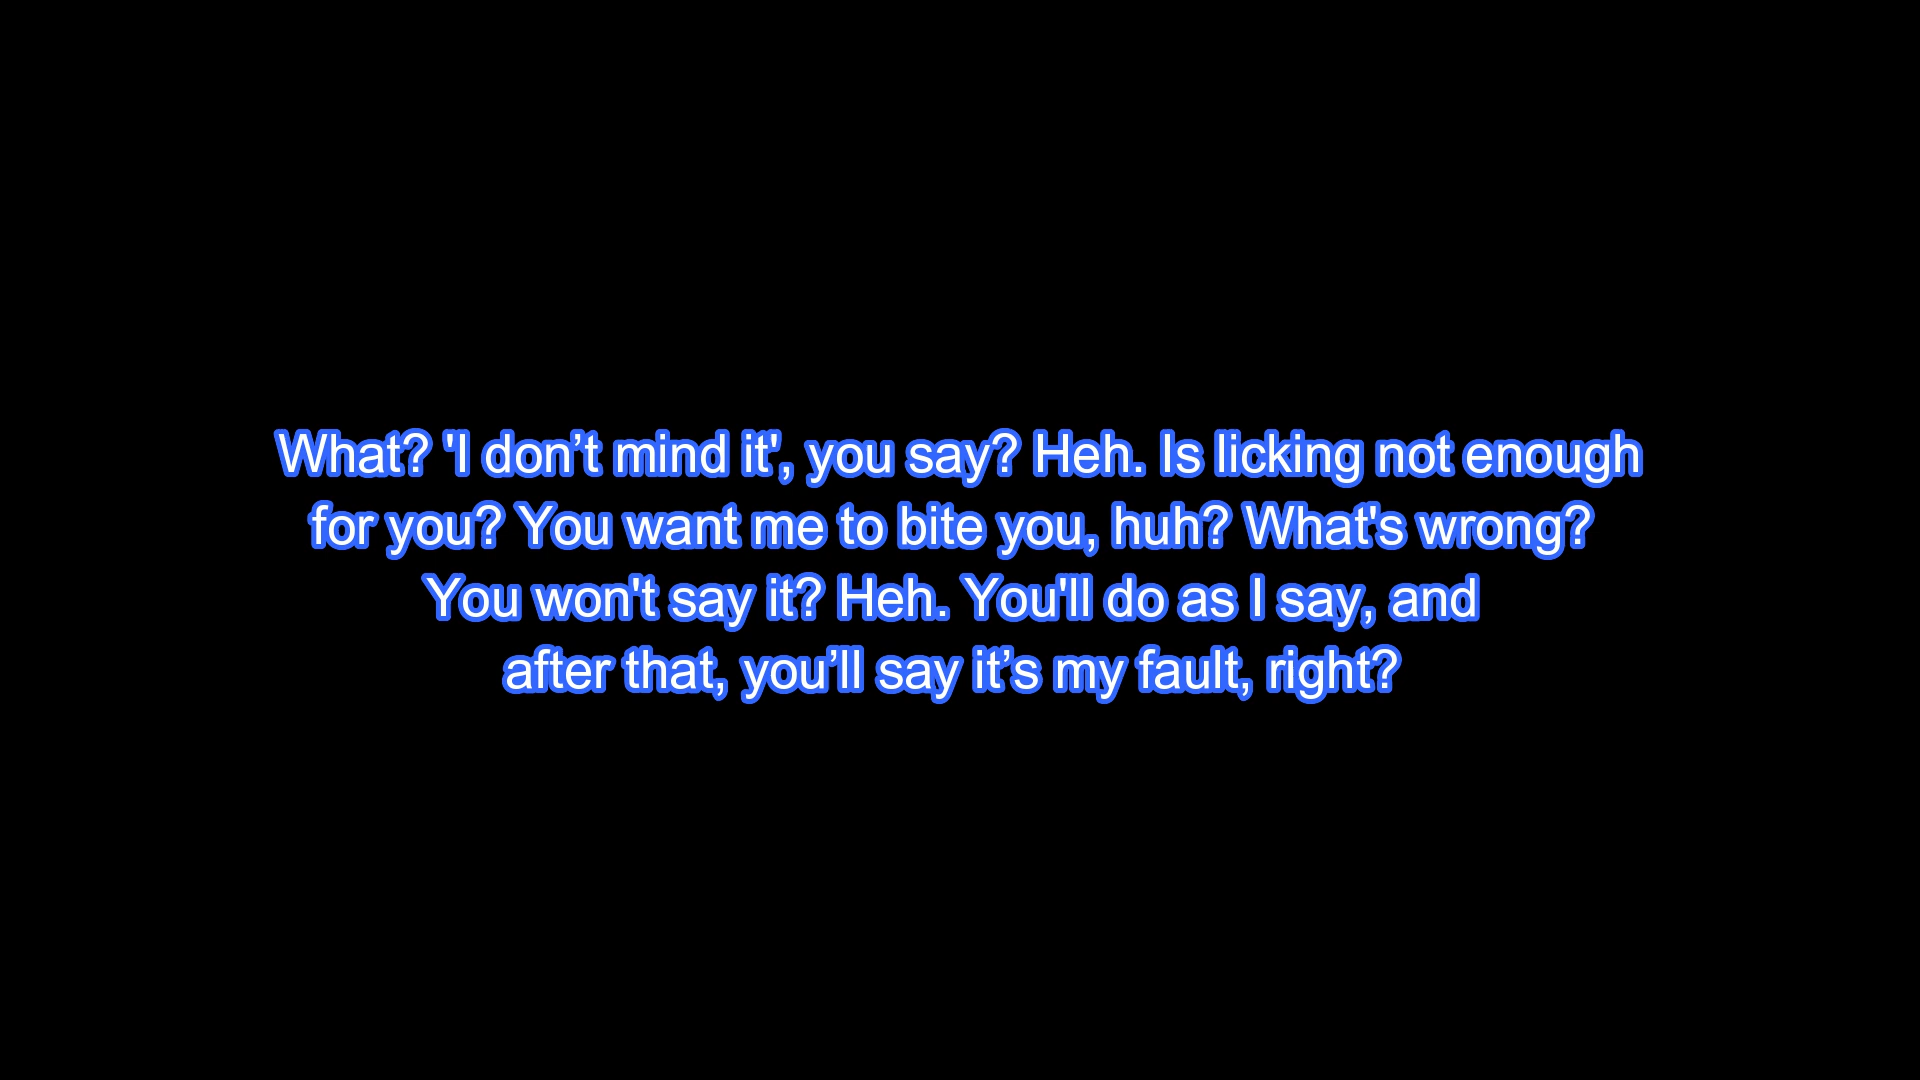 What? 'I don’t mind it', you say? Heh. Is licking not enough
for you? You want me to bite you, huh? What's wrong?
You won't say it? Heh. You'll do as I say, and
after that, you’ll say it’s my fault, right?